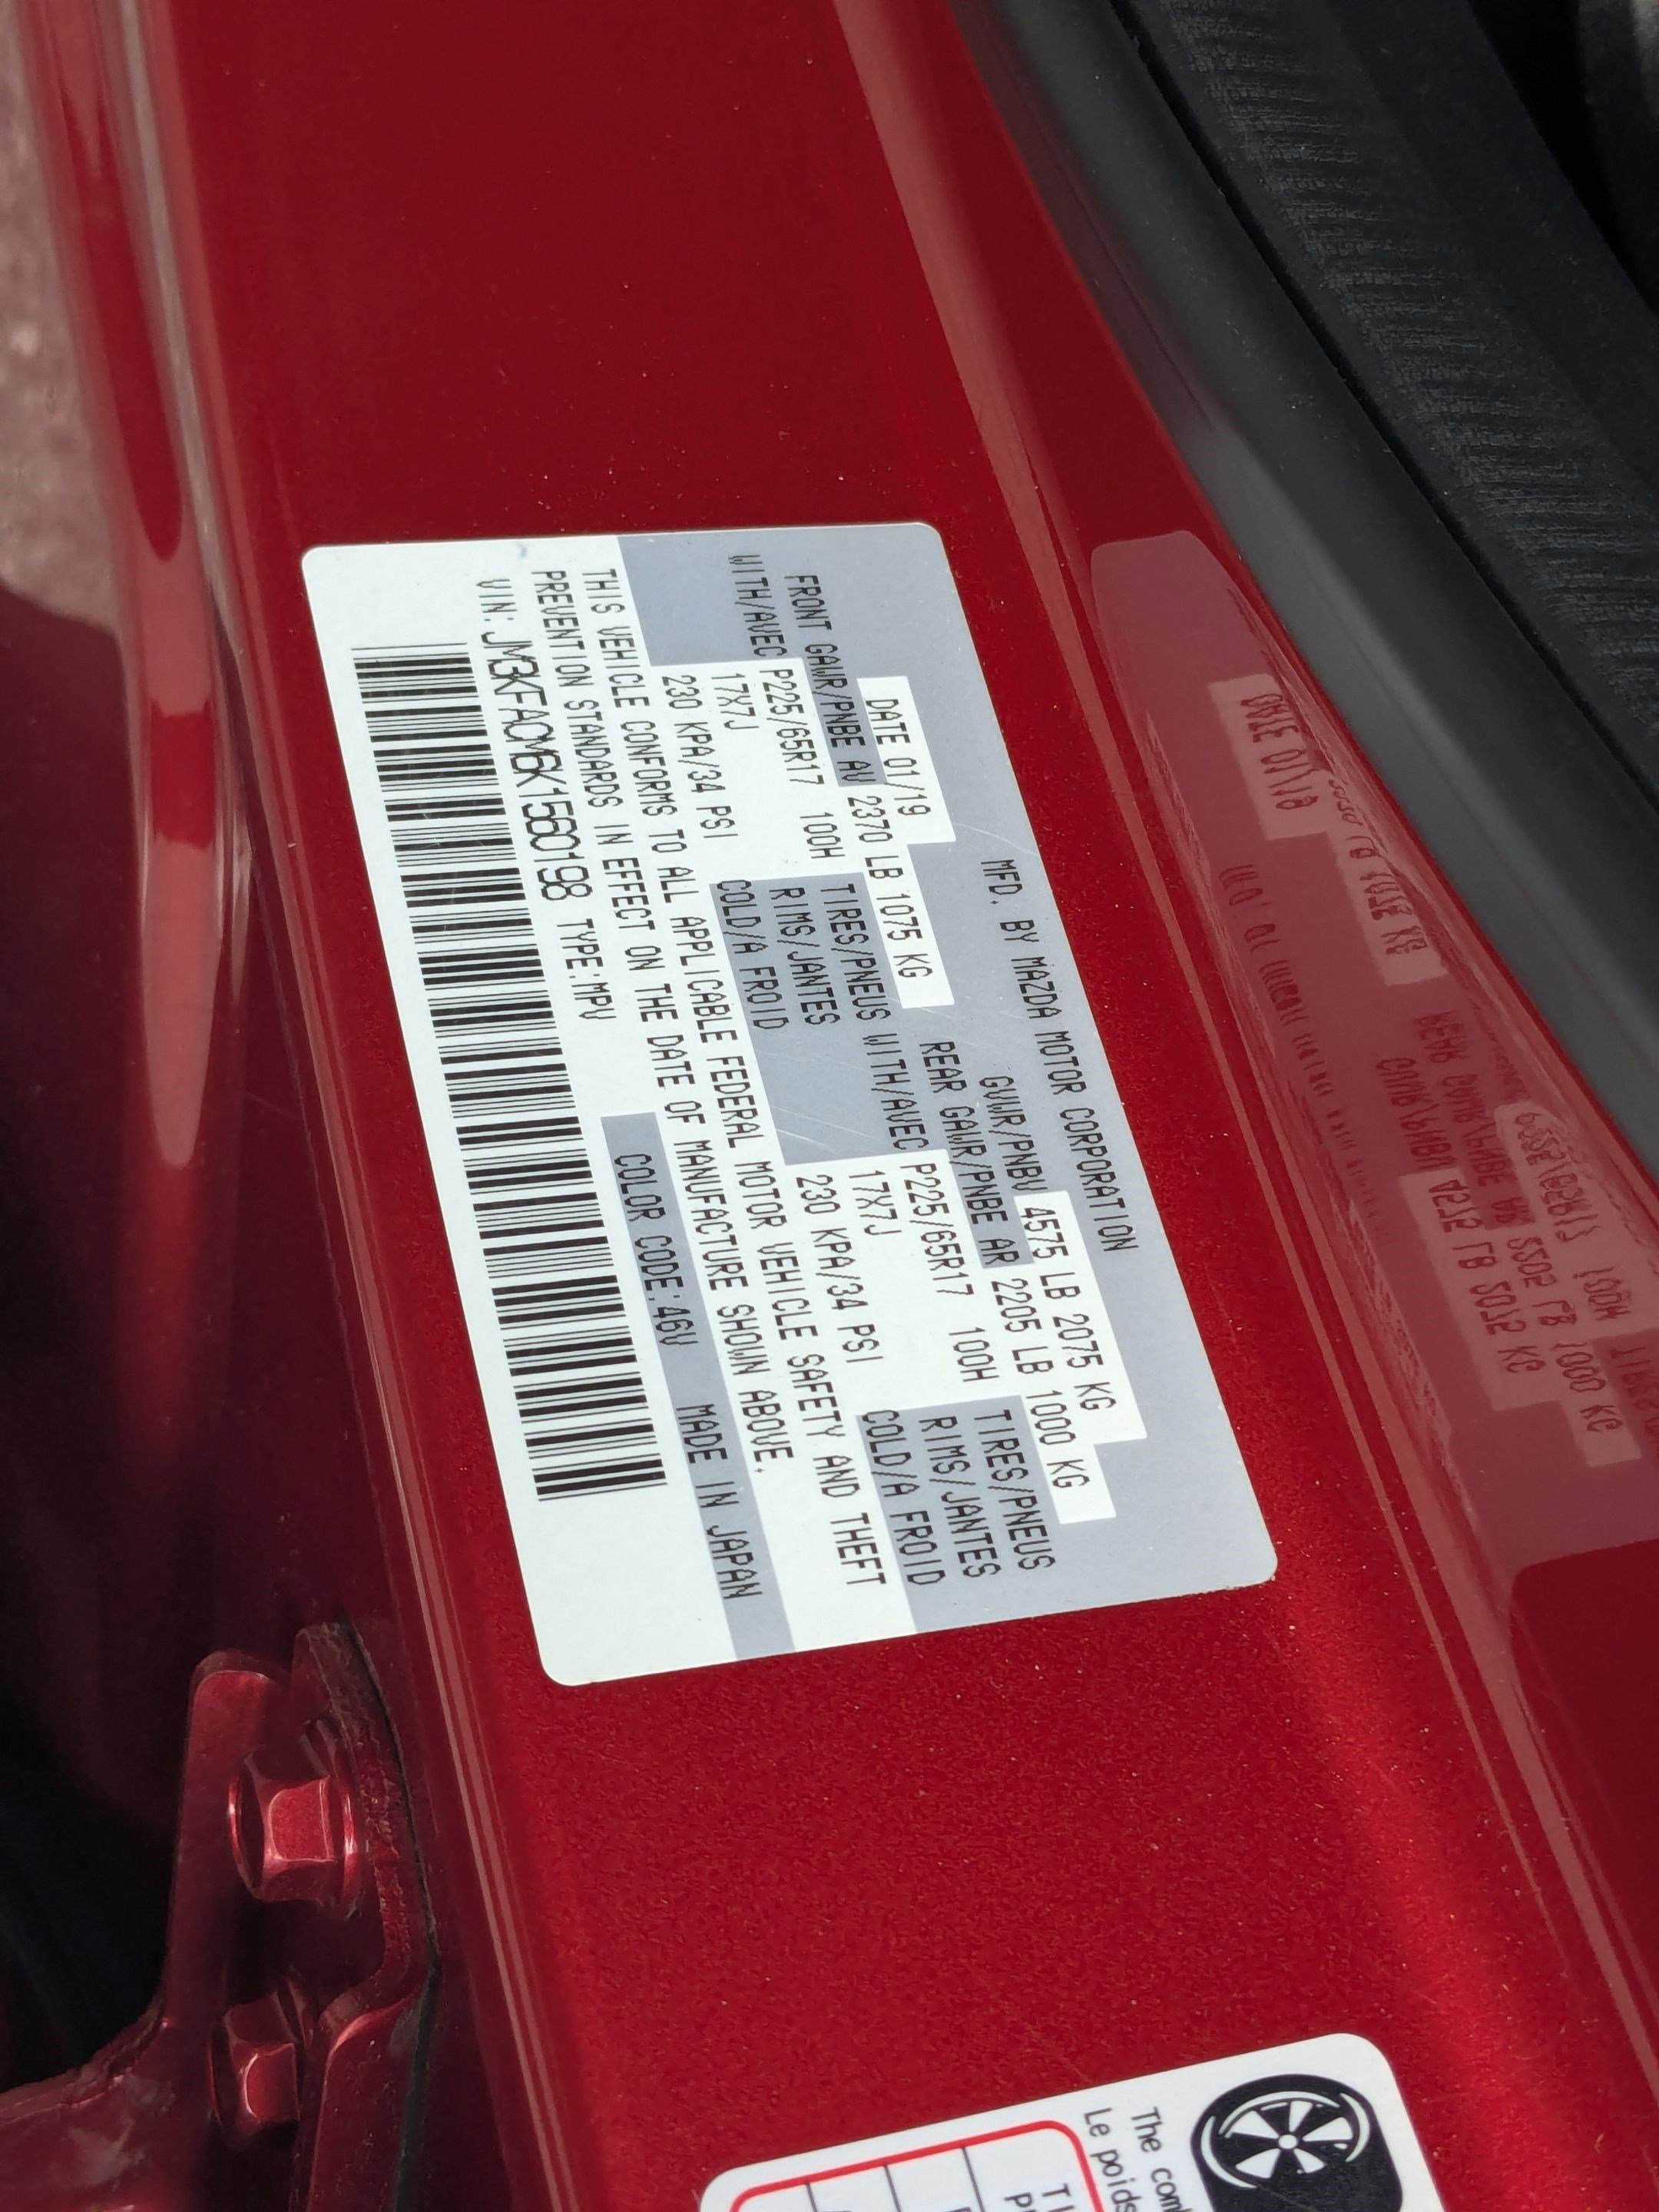 MFD. BY MAZDA MOTOR CORPORATION
DATE 01/19 GVWR/PNBV 4575 LB 2075 KG
FRONT GAWR/PNBE AV 2370 LB 1075 KG REAR GAWR/PNBE AR 2205 LB 1000 KG
WITH/AVEC P225/65R17 100H TIRES/PNEUS WITH/AVEC P225/65R17 100H TIRES/PNEUS
17X7J RIMS/JANTES 17X7J RIMS/JANTES
230 KPA/34 PSI COLD/A FROID 230 KPA/34 PSI COLD/A FROID
THIS VEHICLE CONFORMS TO ALL APPLICABLE FEDERAL MOTOR VEHICLE SAFETY AND THEFT
PREVENTION STANDARDS IN EFFECT ON THE DATE OF MANUFACTURE SHOWN ABOVE.
VIN: JM3KFACM6K1560198 TYPE:MPV COLOR CODE:46V MADE IN JAPAN
The
Le poids